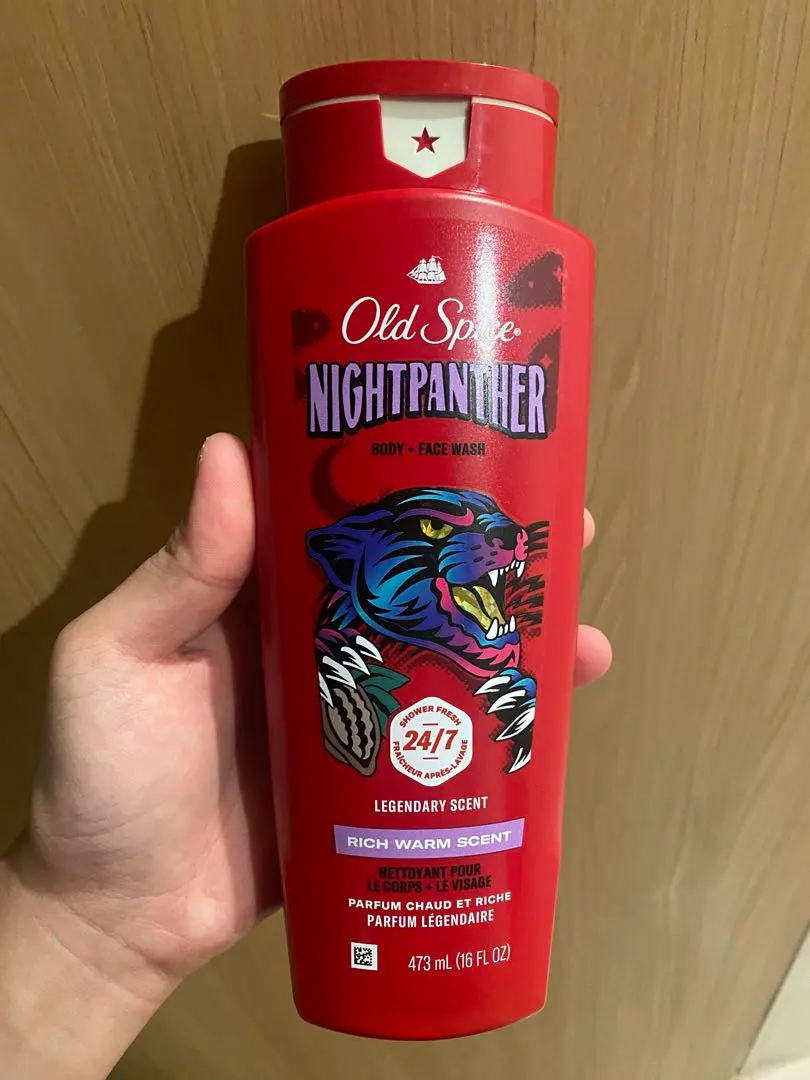 Old Spice®
NIGHTPANTHER
BODY + FACE WASH
SHOWER FRESH
24/7
FRAÎCHEUR APRÈS-LAVAGE
LEGENDARY SCENT
RICH WARM SCENT
NETTOYANT POUR
LE CORPS + LE VISAGE
PARFUM CHAUD ET RICHE
PARFUM LÉGENDAIRE
473 mL (16 FL OZ)